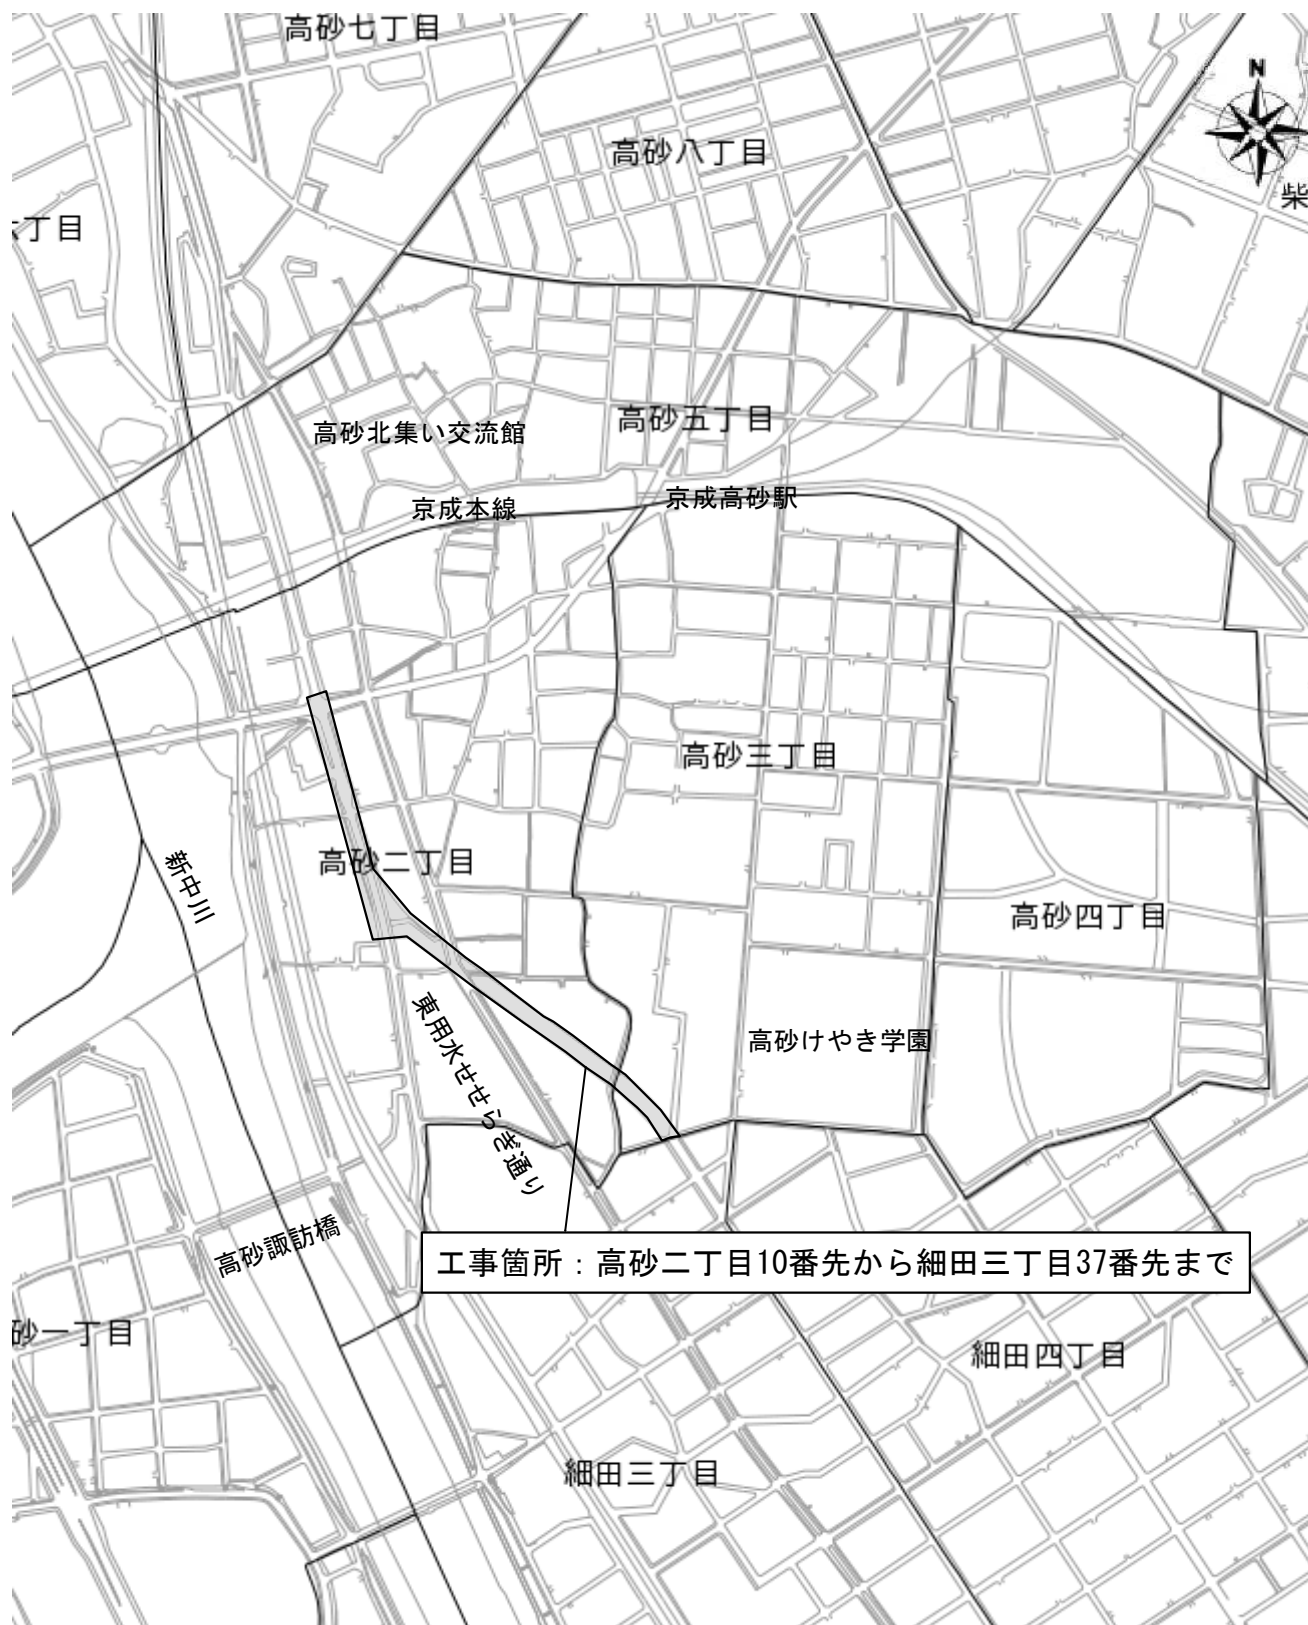 高砂七丁目
N
高砂八丁目
柴
六丁目
高砂五丁目
高砂北集い交流館
京成高砂駅
京成本線
高砂三丁目
高砂二丁目
新中川
高砂四丁目
高砂けやき学園
東用水せせらぎ通り
高砂諏訪橋
工事箇所：高砂二丁目10番先から細田三丁目37番先まで
砂一丁目
細田四丁目
細田三丁目